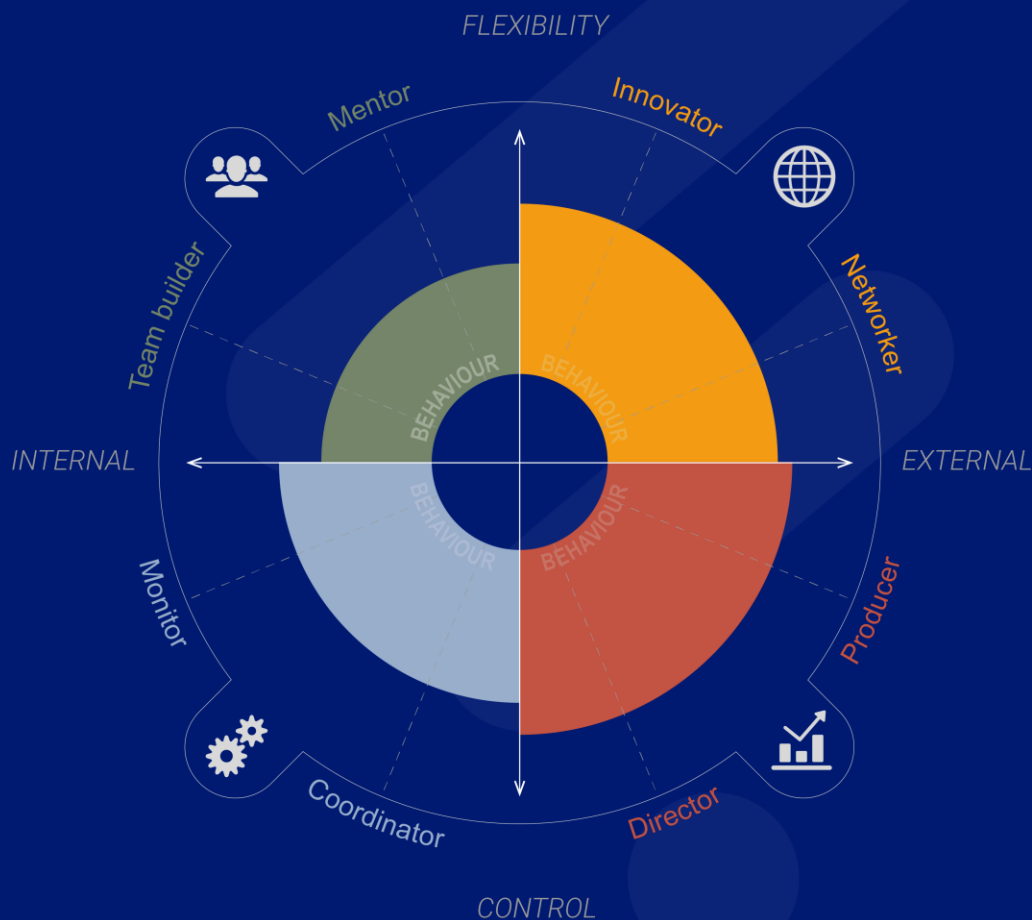 FLEXIBILITY
Mentor
Innovator
Team builder
Networker
BEHAVIOUR
BEHAVIOUR
INTERNAL
EXTERNAL
BEHAVIOUR
BEHAVIOUR
Monitor
Producer
Coordinator
Director
CONTROL